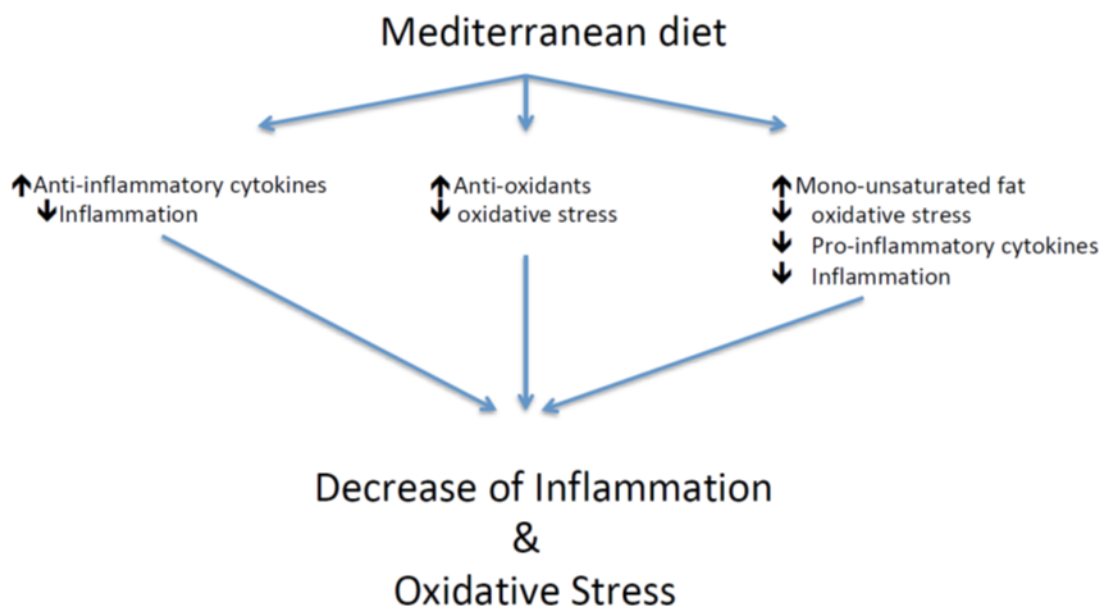 Mediterranean diet
↑Anti-inflammatory cytokines
↓Inflammation
↑Anti-oxidants
↓ oxidative stress
↑Mono-unsaturated fat
↓ oxidative stress
↓ Pro-inflammatory cytokines
↓ Inflammation
Decrease of Inflammation
&
Oxidative Stress